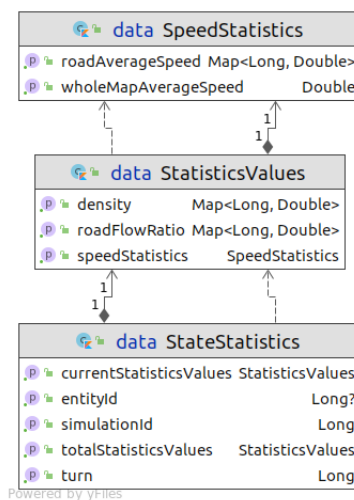 data SpeedStatistics
roadAverageSpeed Map<Long, Double>
wholeMapAverageSpeed Double
1
1
data StatisticsValues
density Map<Long, Double>
roadFlowRatio Map<Long, Double>
speedStatistics SpeedStatistics
1
1
data StateStatistics
currentStatisticsValues StatisticsValues
entityId Long?
simulationId Long
totalStatisticsValues StatisticsValues
turn Long
Powered by yFiles